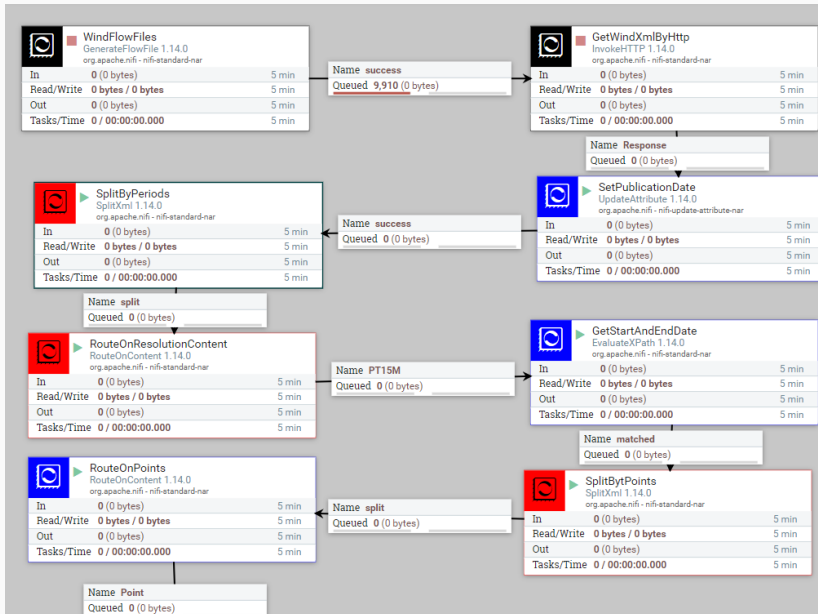 WindFlowFiles
GenerateFlowFile 1.14.0
org.apache.nifi - nifi-standard-nar
In 0 (0 bytes) 5 min
Read/Write 0 bytes / 0 bytes 5 min
Out 0 (0 bytes) 5 min
Tasks/Time 0 / 00:00:00.000 5 min
Name success
Queued 9,910 (0 bytes)
GetWindXmlByHttp
InvokeHTTP 1.14.0
org.apache.nifi - nifi-standard-nar
In 0 (0 bytes) 5 min
Read/Write 0 bytes / 0 bytes 5 min
Out 0 (0 bytes) 5 min
Tasks/Time 0 / 00:00:00.000 5 min
Name Response
Queued 0 (0 bytes)
SetPublicationDate
UpdateAttribute 1.14.0
org.apache.nifi - nifi-update-attribute-nar
In 0 (0 bytes) 5 min
Read/Write 0 bytes / 0 bytes 5 min
Out 0 (0 bytes) 5 min
Tasks/Time 0 / 00:00:00.000 5 min
Name success
Queued 0 (0 bytes)
SplitByPeriods
SplitXml 1.14.0
org.apache.nifi - nifi-standard-nar
In 0 (0 bytes) 5 min
Read/Write 0 bytes / 0 bytes 5 min
Out 0 (0 bytes) 5 min
Tasks/Time 0 / 00:00:00.000 5 min
Name split
Queued 0 (0 bytes)
RouteOnResolutionContent
RouteOnContent 1.14.0
org.apache.nifi - nifi-standard-nar
In 0 (0 bytes) 5 min
Read/Write 0 bytes / 0 bytes 5 min
Out 0 (0 bytes) 5 min
Tasks/Time 0 / 00:00:00.000 5 min
Name PT15M
Queued 0 (0 bytes)
GetStartAndEndDate
EvaluateXPath 1.14.0
org.apache.nifi - nifi-standard-nar
In 0 (0 bytes) 5 min
Read/Write 0 bytes / 0 bytes 5 min
Out 0 (0 bytes) 5 min
Tasks/Time 0 / 00:00:00.000 5 min
Name matched
Queued 0 (0 bytes)
SplitBytPoints
SplitXml 1.14.0
org.apache.nifi - nifi-standard-nar
In 0 (0 bytes) 5 min
Read/Write 0 bytes / 0 bytes 5 min
Out 0 (0 bytes) 5 min
Tasks/Time 0 / 00:00:00.000 5 min
Name split
Queued 0 (0 bytes)
RouteOnPoints
RouteOnContent 1.14.0
org.apache.nifi - nifi-standard-nar
In 0 (0 bytes) 5 min
Read/Write 0 bytes / 0 bytes 5 min
Out 0 (0 bytes) 5 min
Tasks/Time 0 / 00:00:00.000 5 min
Name Point
Queued 0 (0 bytes)